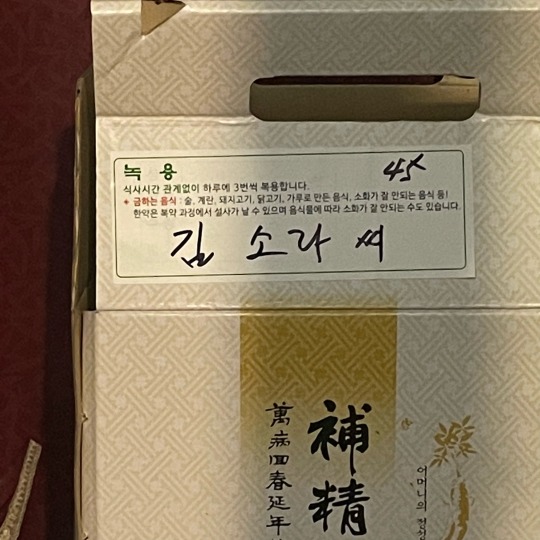 녹 용
식사시간 관계없이 하루에 3번씩 복용합니다.
* 금하는 음식 : 술, 계란, 돼지고기, 닭고기, 가루로 만든 음식, 소화가 잘 안되는 음식 등!
한약은 복약 과정에서 설사가 날 수 있으며 음식물에 따라 소화가 잘 안되는 수도 있습니다.
김 소라 씨
補精
萬病回春延年
어머니의 정성